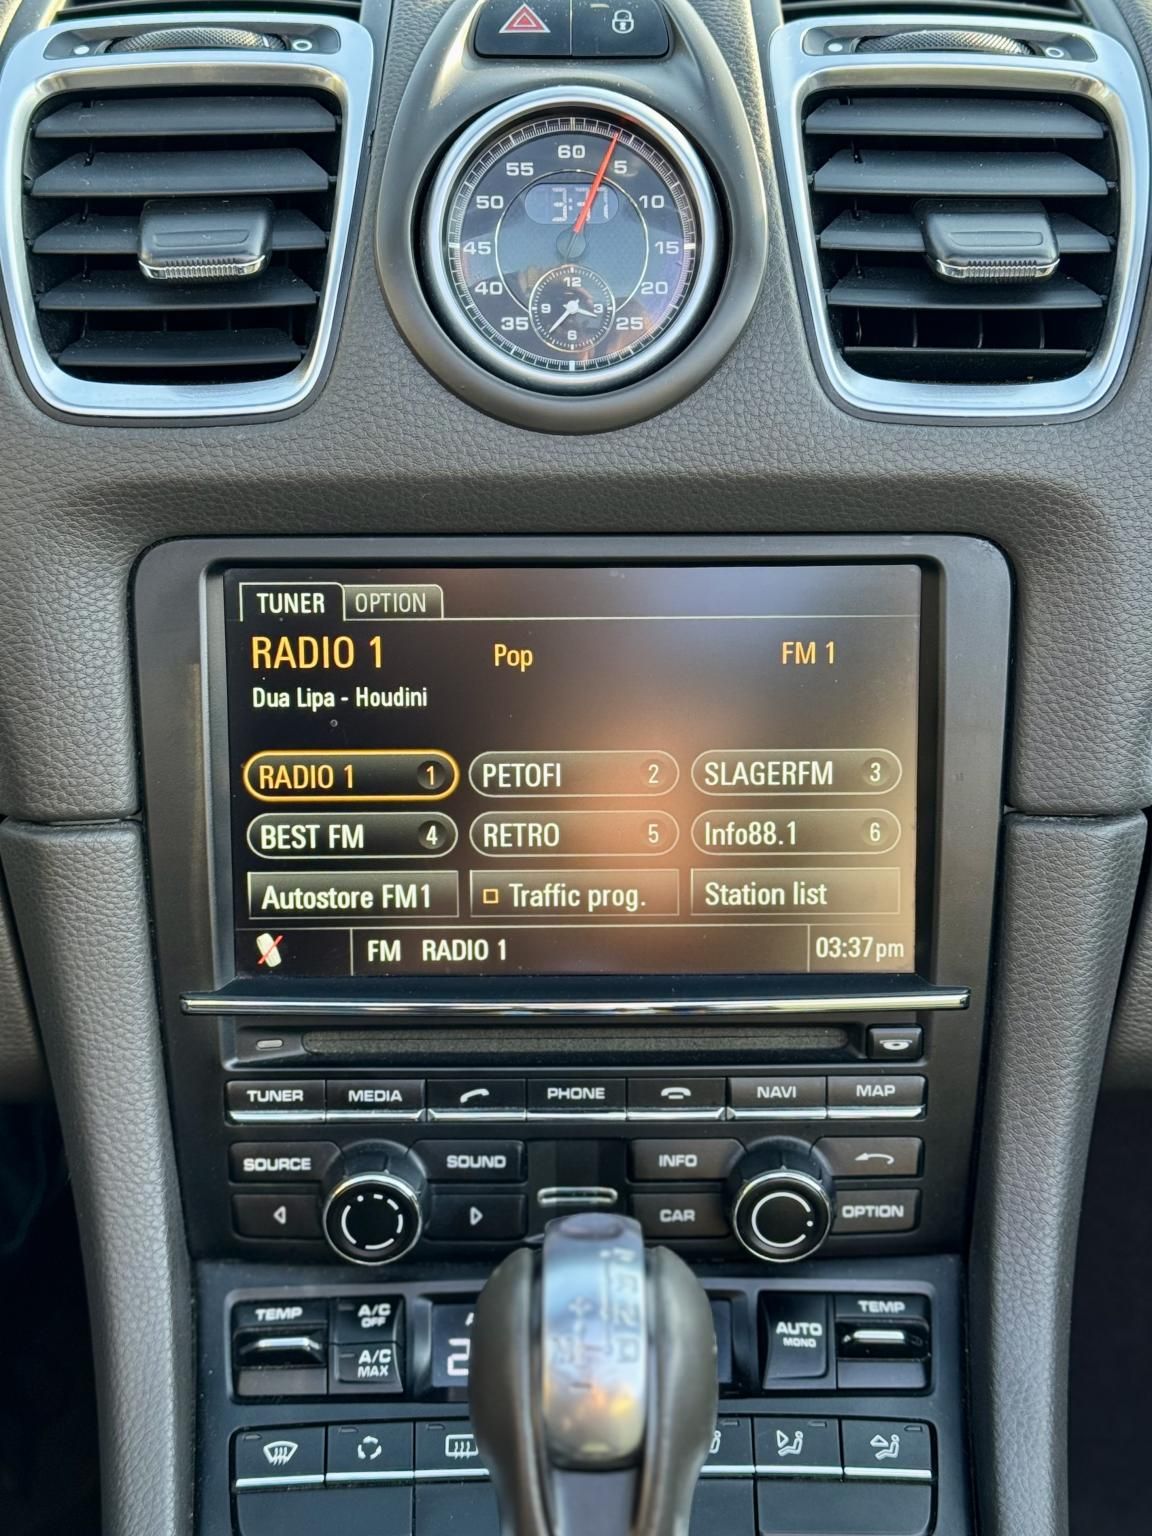 60
55 5
50 3:37 10
45 15
40 12 20
9 3
35 6 25
TUNER OPTION
RADIO 1 Pop FM 1
Dua Lipa - Houdini
RADIO 1 1 PETOFI 2 SLAGERFM 3
BEST FM 4 RETRO 5 Info88.1 6
Autostore FM1 Traffic prog. Station list
FM RADIO 1 03:37pm
TUNER MEDIA PHONE NAVI MAP
SOURCE SOUND INFO
CAR OPTION
TEMP A/C OFF AUTO MONO TEMP
A/C MAX